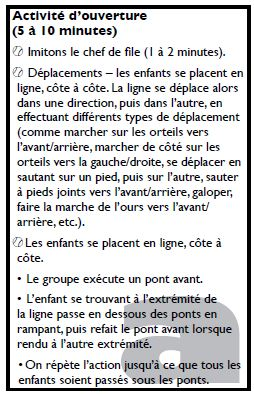 Activité d'ouverture
(5 à 10 minutes)
Imitons le chef de file (1 à 2 minutes).
Déplacements – les enfants se placent en
ligne, côte à côte. La ligne se déplace alors
dans une direction, puis dans l'autre, en
effectuant différents types de déplacement
(comme marcher sur les orteils vers
l'avant/arrière, marcher de côté sur les
orteils vers la gauche/droite, se déplacer en
sautant sur un pied, puis sur l'autre, sauter
à pieds joints vers l'avant/arrière, galoper,
faire la marche de l'ours vers l'avant/
arrière, etc.).
Les enfants se placent en ligne, côte à
côte.
• Le groupe exécute un pont avant.
• L'enfant se trouvant à l'extrémité de
la ligne passe en dessous des ponts en
rampant, puis refait le pont avant lorsque
rendu à l'autre extrémité.
• On répète l'action jusqu'à ce que tous les
enfants soient passés sous les ponts.
a